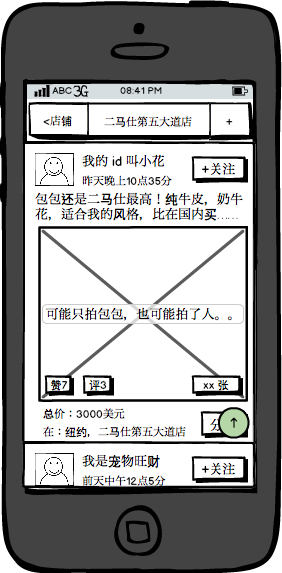 ABC 3G 08:41 PM
<店铺 二马仕第五大道店 +
我的 id 叫小花
+关注
昨天晚上10点35分
包包还是二马仕最高！纯牛皮，奶牛
花，适合我的风格，比在国内买……
可能只拍包包，也可能拍了人。。
赞7 评3 xx 张
总价：3000美元
分
在：纽约，二马仕第五大道店
我是宠物旺财
+关注
前天中午12点5分